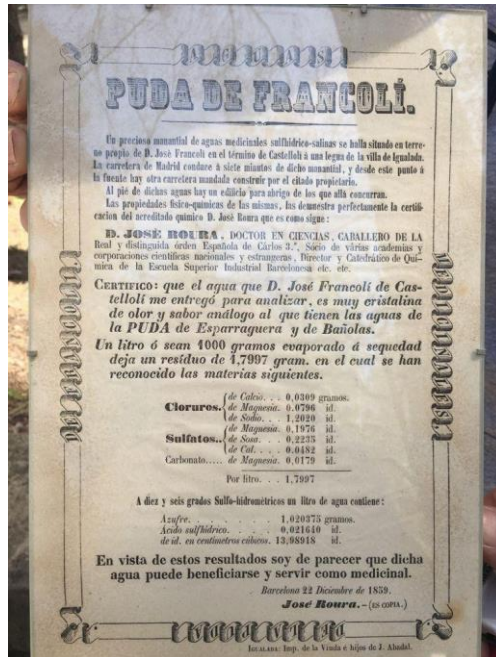 PUDA DE FRANCOLÍ.
Un precioso manantial de aguas medicinales sulfhídrico-salinas se halla situado en terre-
no propio de D. José Francolí en el término de Castellolí á una legua de la villa de Igualada.
La carretera de Madrid conduce á siete minutos de dicho manantial, y desde este punto á
la fuente hay otra carretera mandada construir por el citado propietario.
Al pié de dichas aguas hay un edificio para abrigo de los que allá concurran.
Las propiedades físico-químicas de las mismas, las demuestra perfectamente la certifi-
cacion del acreditado químico D. José Roura que es como sigue:
D. JOSÉ ROURA, DOCTOR EN CIENCIAS, CABALLERO DE LA
Real y distinguida órden Española de Cárlos 3.º, Sócio de várias academias y
corporaciones científicas nacionales y estrangeras, Director y Catedrático de Quí-
mica de la Escuela Superior Industrial Barcelonesa etc. etc.
CERTIFICO: que el agua que D. José Francolí de Cas-
tellolí me entregó para analizar, es muy cristalina
de olor y sabor análogo al que tienen las aguas de
la PUDA de Esparraguera y de Bañolas.
Un litro ó sean 1000 gramos evaporado á sequedad
deja un resíduo de 1,7997 gram. en el cual se han
reconocido las materias siguientes.
Cloruros. de Calcio. . . 0,0309 gramos.
de Magnesia. 0,0796 id.
de Sodio. . . 1,2020 id.
Sulfatos.. de Magnesia. 0,1976 id.
de Sosa. . . 0,2235 id.
de Cal. . . . 0,0482 id.
Carbonato..... de Magnesia. 0,0179 id.
Por litro. . . 1,7997
A diez y seis grados Sulfo-hidrométricos un litro de agua contiene:
Azufre. . . . . . . 1,020375 gramos.
Acido sulfhídrico. . . . . 0,021640 id.
de id. en centímetros cúbicos. 13,98918 id.
En vista de estos resultados soy de parecer que dicha
agua puede beneficiarse y servir como medicinal.
Barcelona 22 Diciembre de 1859.
José Roura.—(ES COPIA.)
IGUALADA: Imp. de la Viuda e hijos de J. Abadal.